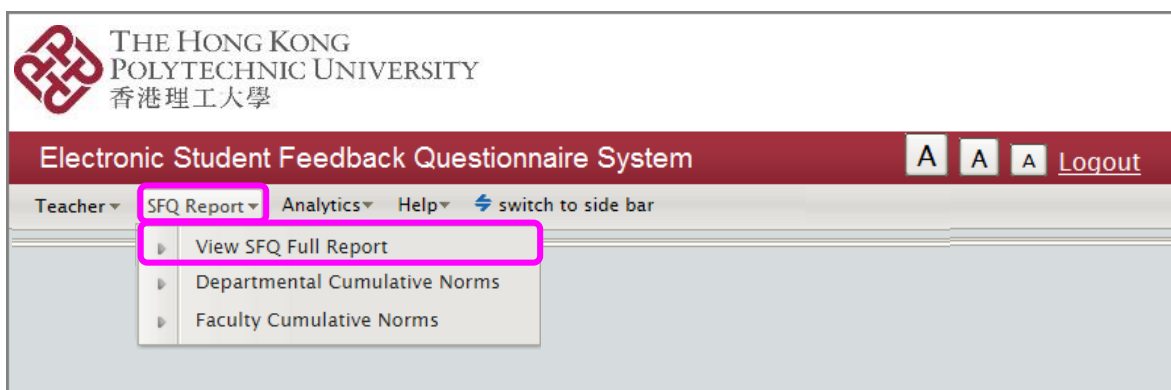 THE HONG KONG
POLYTECHNIC UNIVERSITY
香港理工大學
Electronic Student Feedback Questionnaire System A A A Logout
Teacher SFQ Report Analytics Help switch to side bar
View SFQ Full Report
Departmental Cumulative Norms
Faculty Cumulative Norms